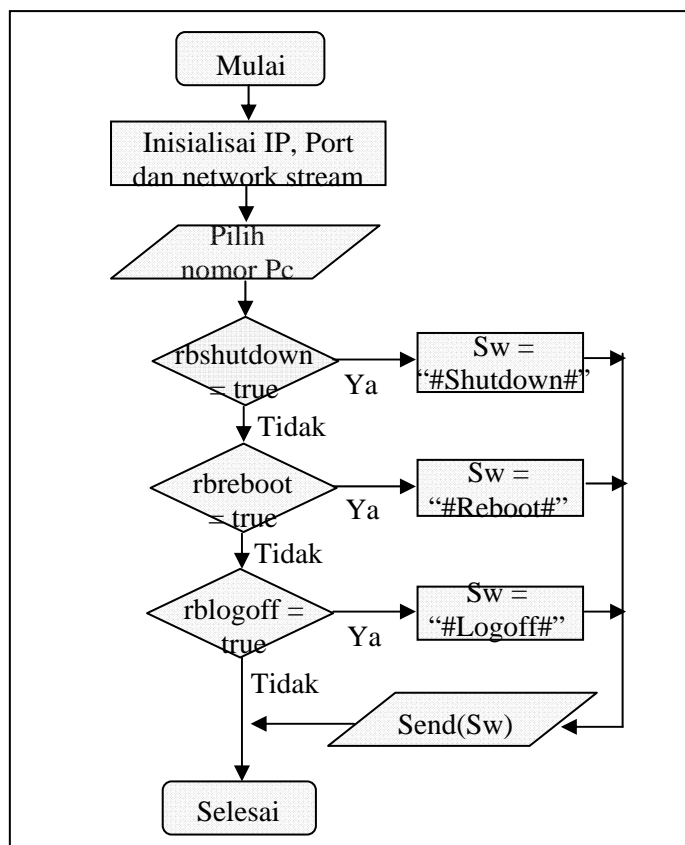 Mulai
Inisialisai IP, Port
dan network stream
Pilih
nomor Pc
rbshutdown
= true
Ya
Sw =
“#Shutdown#”
Tidak
rbreboot
= true
Ya
Sw =
“#Reboot#”
Tidak
rblogoff =
true
Ya
Sw =
“#Logoff#”
Tidak
Send(Sw)
Selesai